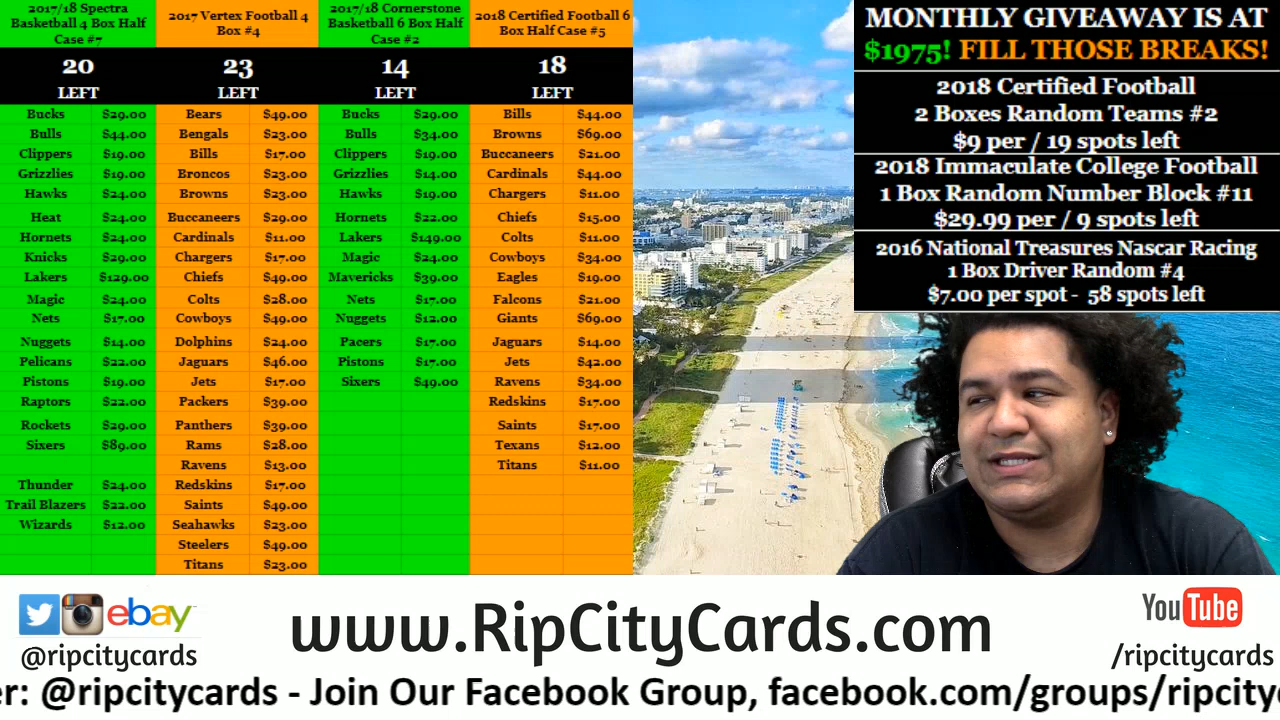 2017/18 Spectra
Basketball 4 Box Half
Case #7
20
LEFT
Bucks $29.00
Bulls $44.00
Clippers $19.00
Grizzlies $19.00
Hawks $24.00
Heat $24.00
Hornets $24.00
Knicks $29.00
Lakers $129.00
Magic $24.00
Nets $17.00
Nuggets $14.00
Pelicans $22.00
Pistons $19.00
Raptors $22.00
Rockets $29.00
Sixers $89.00
Thunder $24.00
Trail Blazers $22.00
Wizards $12.00
2017 Vertex Football 4
Box #4
23
LEFT
Bears $49.00
Bengals $23.00
Bills $17.00
Broncos $23.00
Browns $23.00
Buccaneers $29.00
Cardinals $11.00
Chargers $17.00
Chiefs $49.00
Colts $28.00
Cowboys $49.00
Dolphins $24.00
Jaguars $46.00
Jets $17.00
Packers $39.00
Panthers $39.00
Rams $28.00
Ravens $13.00
Redskins $17.00
Saints $49.00
Seahawks $23.00
Steelers $49.00
Titans $23.00
2017/18 Cornerstone
Basketball 6 Box Half
Case #2
14
LEFT
Bucks $29.00
Bulls $34.00
Clippers $19.00
Grizzlies $14.00
Hawks $19.00
Hornets $22.00
Lakers $149.00
Magic $24.00
Mavericks $39.00
Nets $17.00
Nuggets $12.00
Pacers $17.00
Pistons $17.00
Sixers $49.00
2018 Certified Football 6
Box Half Case #5
18
LEFT
Bills $44.00
Browns $69.00
Buccaneers $21.00
Cardinals $44.00
Chargers $11.00
Chiefs $15.00
Colts $11.00
Cowboys $34.00
Eagles $19.00
Falcons $21.00
Giants $69.00
Jaguars $14.00
Jets $42.00
Ravens $34.00
Redskins $17.00
Saints $17.00
Texans $12.00
Titans $11.00
MONTHLY GIVEAWAY IS AT
$1975! FILL THOSE BREAKS!
2018 Certified Football
2 Boxes Random Teams #2
$9 per / 19 spots left
2018 Immaculate College Football
1 Box Random Number Block #11
$29.99 per / 9 spots left
2016 National Treasures Nascar Racing
1 Box Driver Random #4
$7.00 per spot - 58 spots left
ebay
@ripcitycards
www.RipCityCards.com
YouTube
/ripcitycards
er: @ripcitycards - Join Our Facebook Group, facebook.com/groups/ripcity